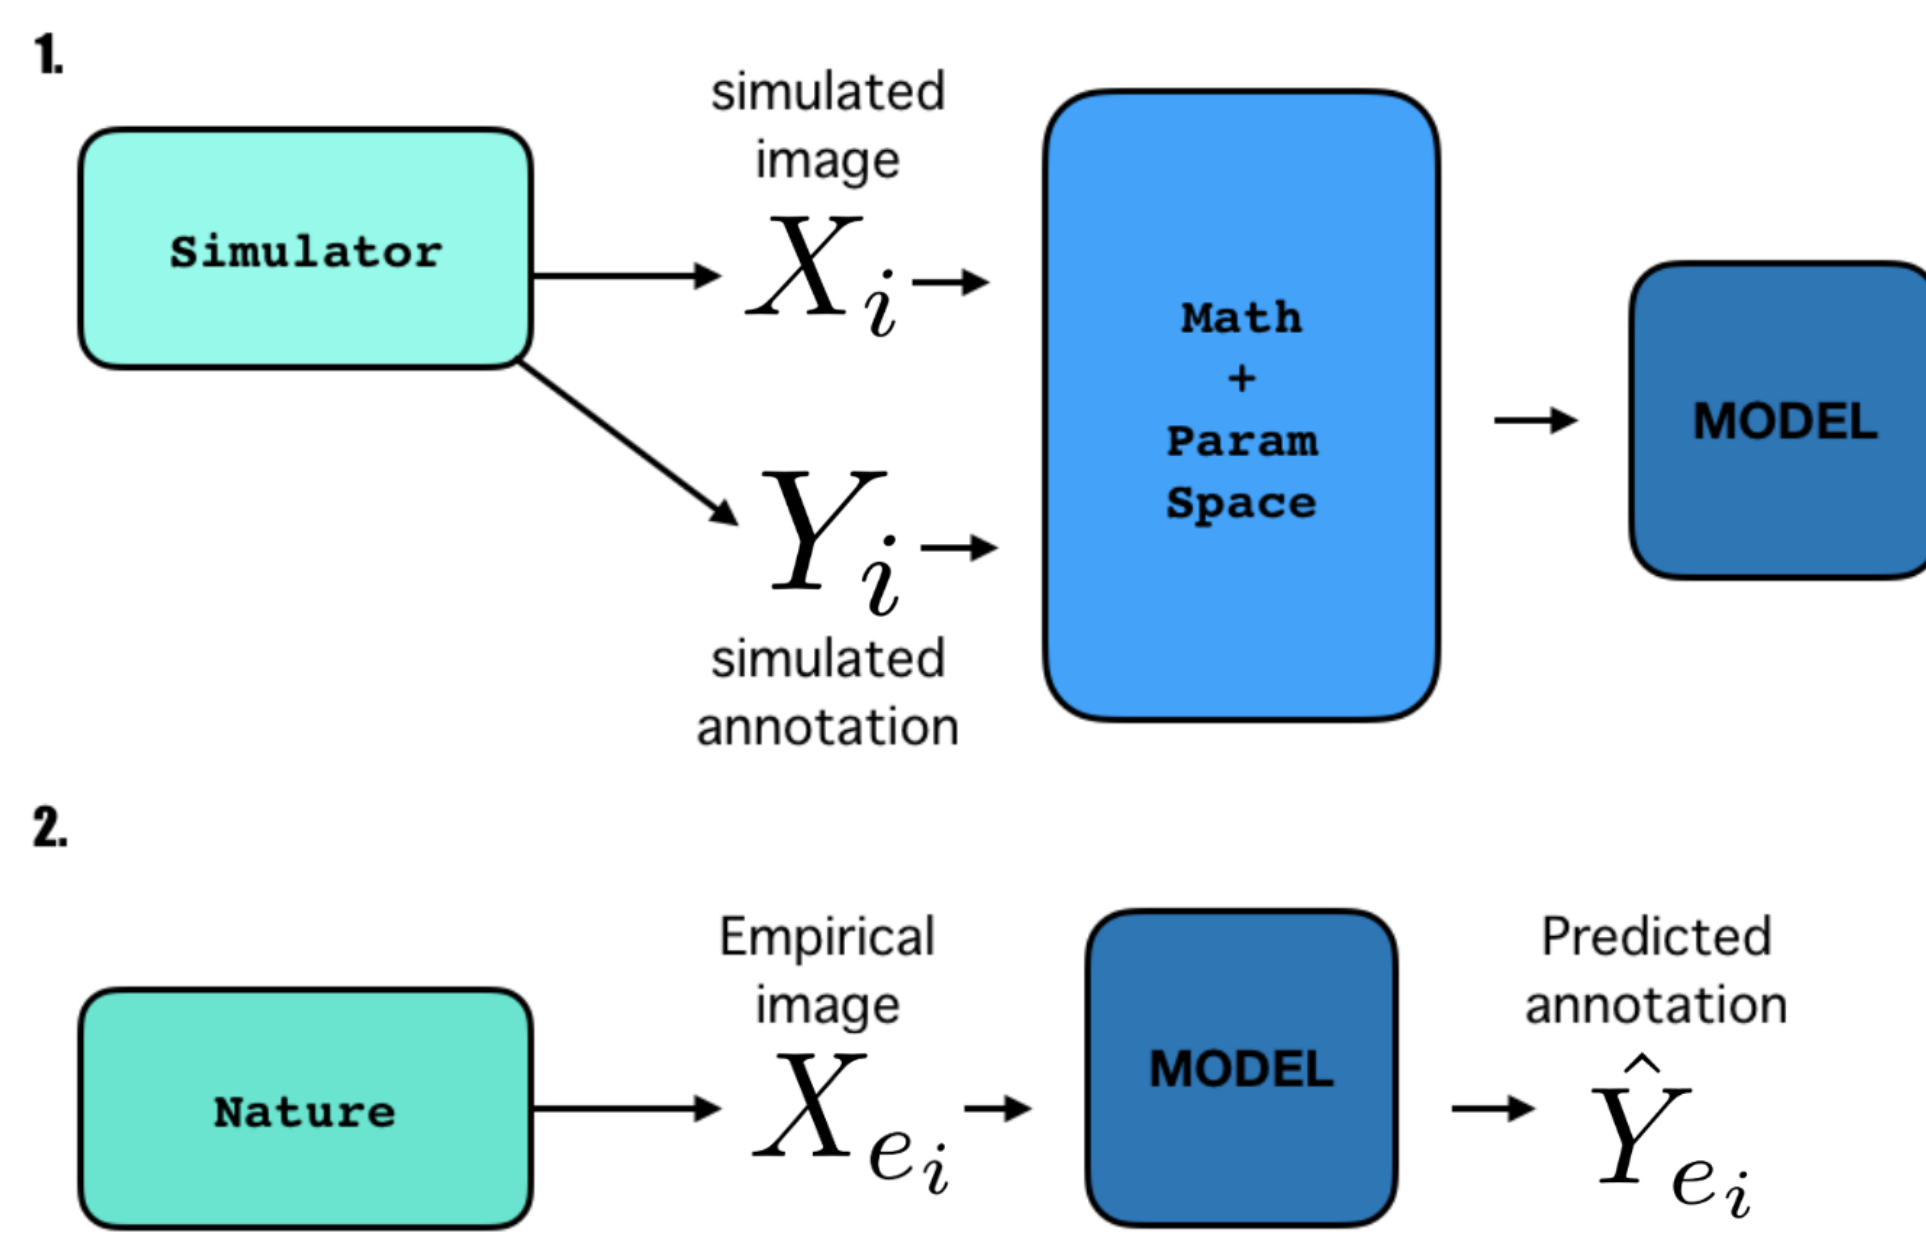 1.
simulated
image
Simulator
X_i
Y_i
simulated
annotation
Math
+
Param
Space
MODEL
2.
Nature
Empirical
image
X_{e_i}
MODEL
Predicted
annotation
\hat{Y}_{e_i}